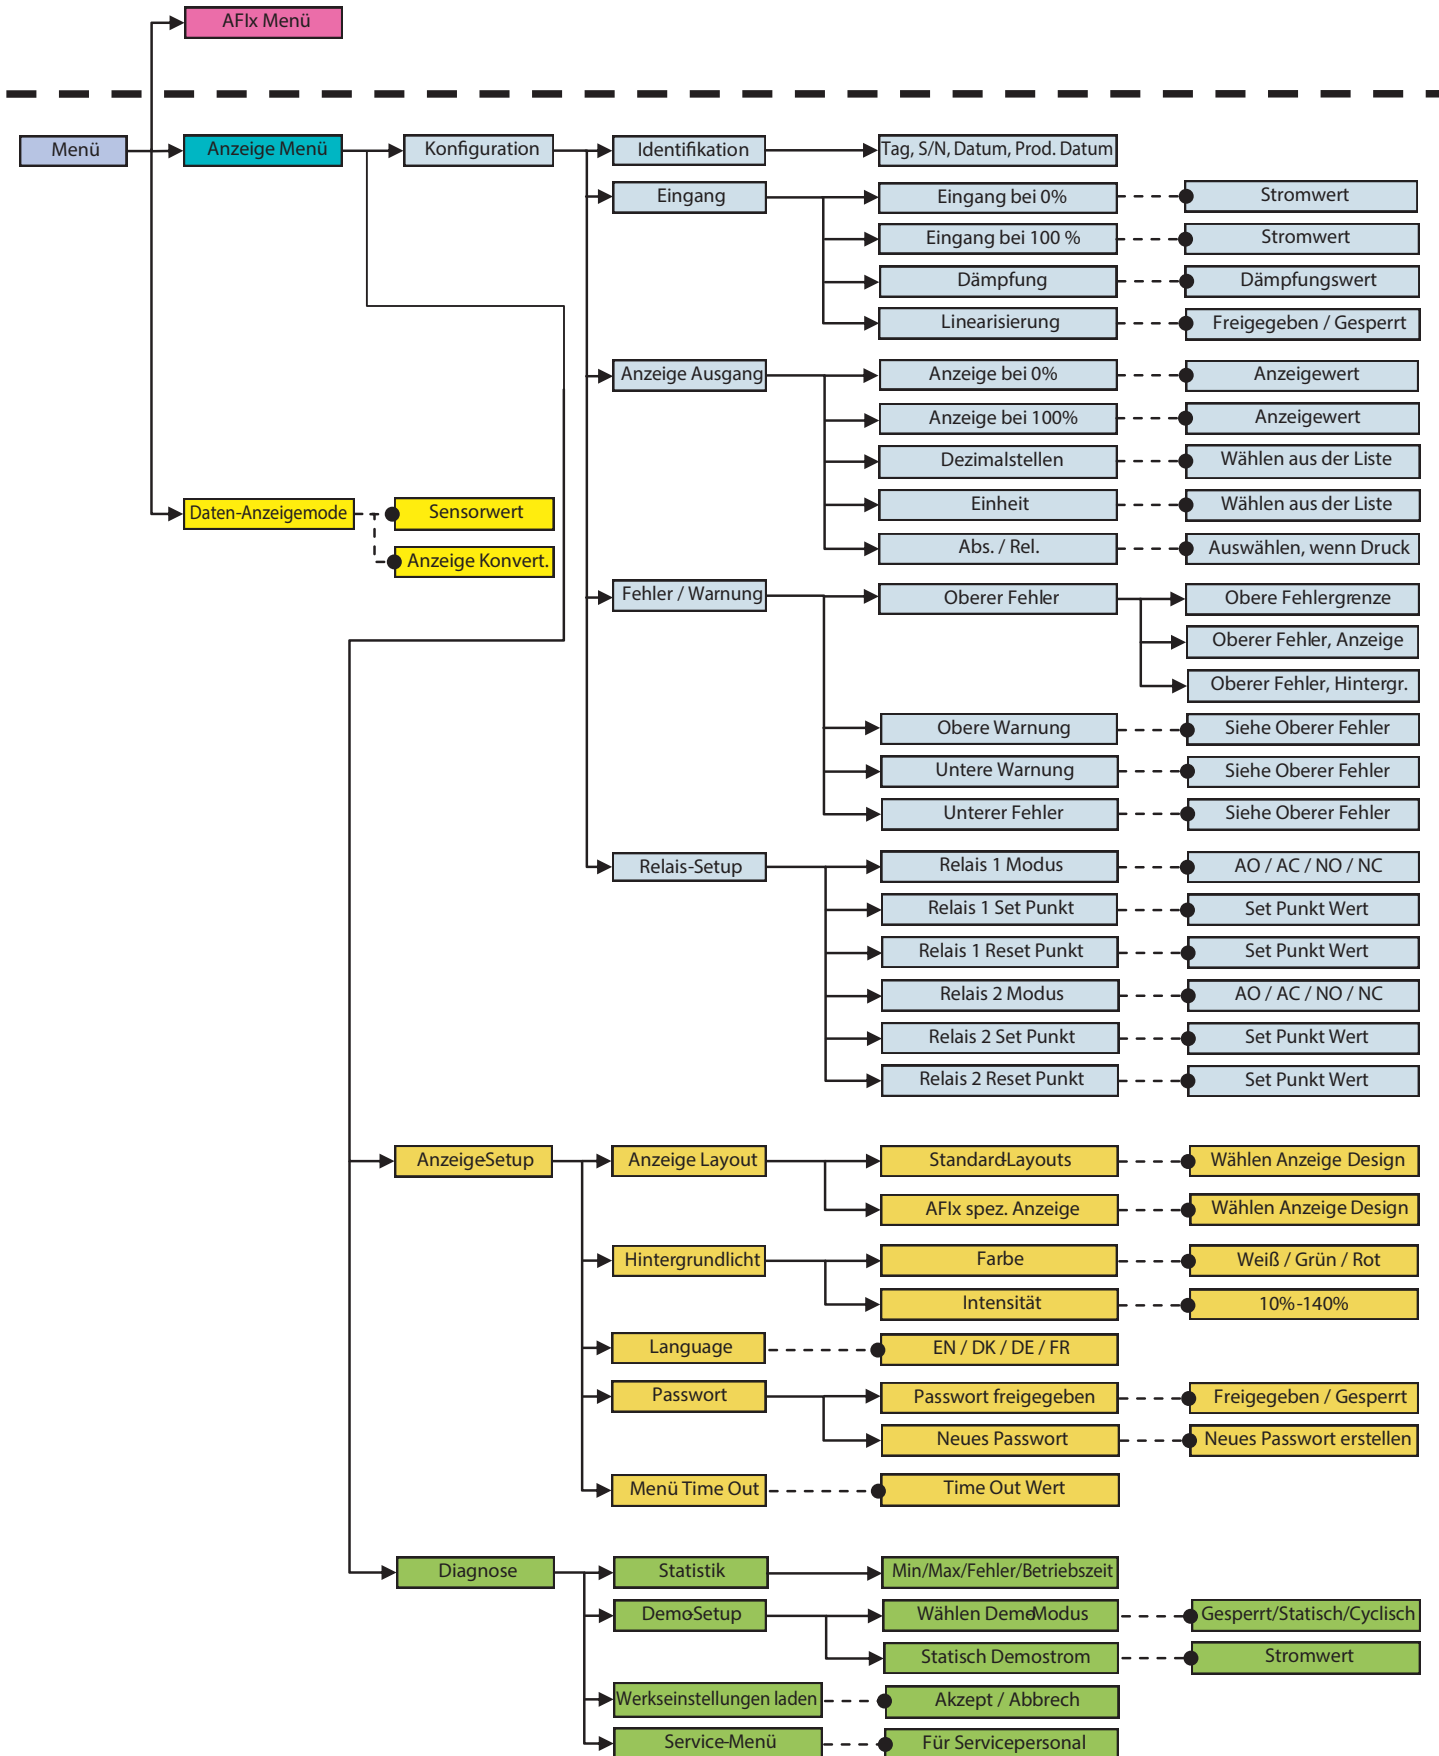 AFIx Menü
Menü
Anzeige Menü
Konfiguration
Identifikation
Tag, S/N, Datum, Prod. Datum
Eingang
Eingang bei 0%
Stromwert
Eingang bei 100 %
Stromwert
Dämpfung
Dämpfungswert
Linearisierung
Freigegeben / Gesperrt
Anzeige Ausgang
Anzeige bei 0%
Anzeigewert
Anzeige bei 100%
Anzeigewert
Dezimalstellen
Wählen aus der Liste
Daten-Anzeigemode
Sensorwert
Einheit
Wählen aus der Liste
Anzeige Konvert.
Abs. / Rel.
Auswählen, wenn Druck
Fehler / Warnung
Oberer Fehler
Obere Fehlergrenze
Oberer Fehler, Anzeige
Oberer Fehler, Hintergr.
Obere Warnung
Siehe Oberer Fehler
Untere Warnung
Siehe Oberer Fehler
Unterer Fehler
Siehe Oberer Fehler
Relais-Setup
Relais 1 Modus
AO / AC / NO / NC
Relais 1 Set Punkt
Set Punkt Wert
Relais 1 Reset Punkt
Set Punkt Wert
Relais 2 Modus
AO / AC / NO / NC
Relais 2 Set Punkt
Set Punkt Wert
Relais 2 Reset Punkt
Set Punkt Wert
Anzeige-Setup
Anzeige Layout
Standard-Layouts
Wählen Anzeige Design
AFIx spez. Anzeige
Wählen Anzeige Design
Hintergrundlicht
Farbe
Weiß / Grün / Rot
Intensität
10%-140%
Language
EN / DK / DE / FR
Passwort
Passwort freigegeben
Freigegeben / Gesperrt
Neues Passwort
Neues Passwort erstellen
Menü Time Out
Time Out Wert
Diagnose
Statistik
Min/Max/Fehler/Betriebszeit
Demo-Setup
Wählen Demo-Modus
Gesperrt/Statisch/Cyclisch
Statisch Demostrom
Stromwert
Werkseinstellungen laden
Akzept / Abbrech
Service-Menü
Für Servicepersonal